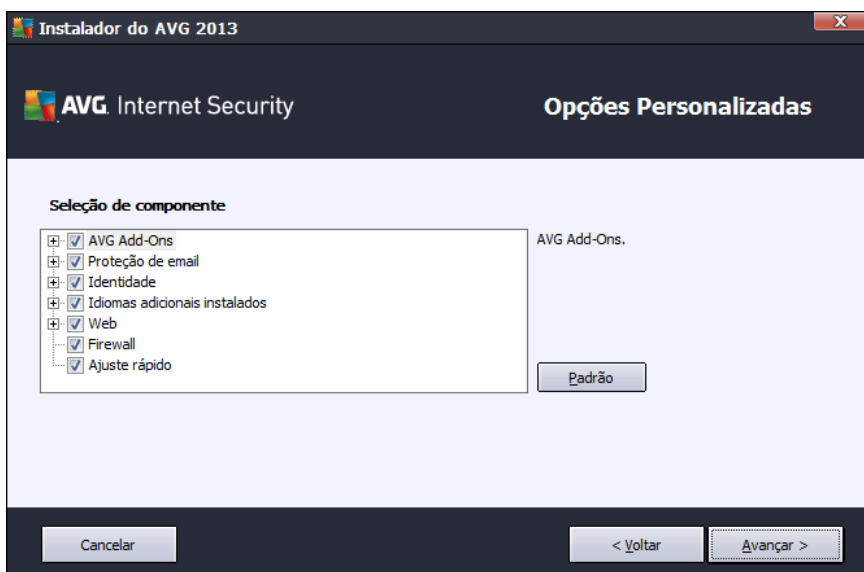 Instalador do AVG 2013
X
AVG. Internet Security
Opções Personalizadas
Seleção de componente
AVG Add-Ons
AVG Add-Ons.
Proteção de email
Identidade
Idiomas adicionais instalados
Web
Firewall
Ajuste rápido
Padrão
Cancelar
< Voltar
Avançar >